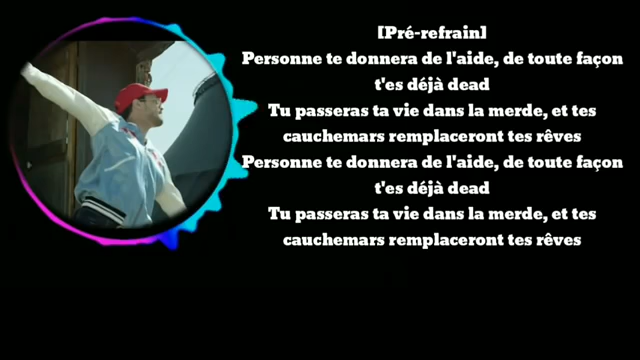 [Pré-refrain]
Personne te donnera de l'aide, de toute façon
t'es déjà dead
Tu passeras ta vie dans la merde, et tes
cauchemars remplaceront tes rêves
Personne te donnera de l'aide, de toute façon
t'es déjà dead
Tu passeras ta vie dans la merde, et tes
cauchemars remplaceront tes rêves